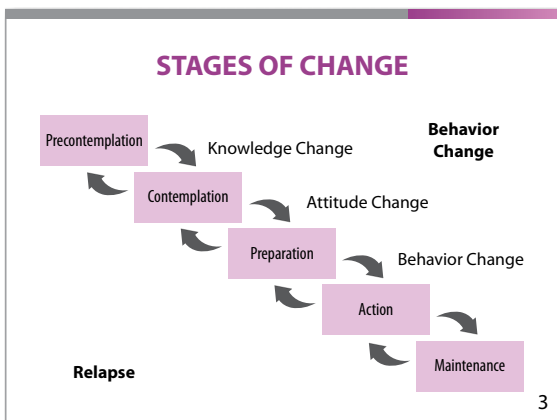 STAGES OF CHANGE
Precontemplation
Behavior
Change
Knowledge Change
Contemplation
Attitude Change
Preparation
Behavior Change
Action
Maintenance
Relapse
3